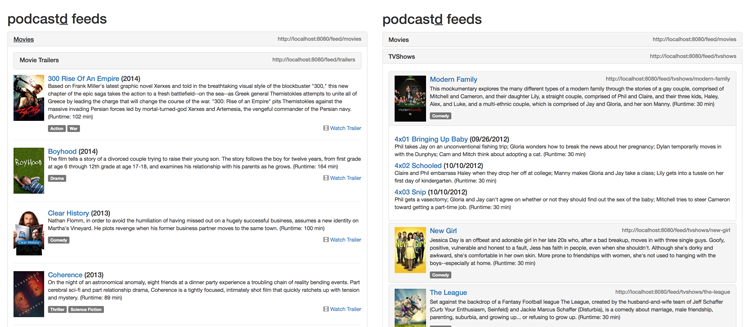 podcastd feeds
Movies http://localhost:8080/feed/movies
Movie Trailers http://localhost:8080/feed/trailers
300 Rise Of An Empire (2014)
Based on Frank Miller's latest graphic novel Xerxes and told in the breathtaking visual style of the blockbuster "300," this new
chapter of the epic saga takes the action to a fresh battlefield--on the sea--as Greek general Themistokles attempts to unite all of
Greece by leading the charge that will change the course of the war. "300: Rise of an Empire" pits Themistokles against the
massive invading Persian forces led by mortal-turned-god Xerxes and Artemesia, the vengeful commander of the Persian navy.
(Runtime: 102 min)
Action War
Watch Trailer
Boyhood (2014)
The film tells a story of a divorced couple trying to raise their young son. The story follows the boy for twelve years, from first grade
at age 6 through 12th grade at age 17-18, and examines his relationship with his parents as he grows. (Runtime: 164 min)
Drama
Watch Trailer
Clear History (2013)
Nathan Flomm, in order to avoid the humiliation of having missed out on a hugely successful business, assumes a new identity on
Martha's Vineyard. He plots revenge when his former business partner moves to the same town. (Runtime: 100 min)
Comedy
Watch Trailer
Coherence (2013)
On the night of an astronomical anomaly, eight friends at a dinner party experience a troubling chain of reality bending events. Part
cerebral sci-fi and part relationship drama, Coherence is a tightly focused, intimately shot film that quickly ratchets up with tension
and mystery. (Runtime: 89 min)
Thriller Science Fiction
Watch Trailer
podcastd feeds
Movies http://localhost:8080/feed/movies
TVShows http://localhost:8080/feed/tvshows
Modern Family http://localhost:8080/feed/tvshows/modern-family
This mockumentary explores the many different types of a modern family through the stories of a gay couple, comprised of
Mitchell and Cameron, and their daughter Lily, a straight couple, comprised of Phil and Claire, and their three kids, Haley,
Alex, and Luke, and a multi-ethnic couple, which is comprised of Jay and Gloria, and her son Manny. (Runtime: 30 min)
Comedy
4x01 Bringing Up Baby (09/26/2012)
Phil takes Jay on an unconventional fishing trip; Gloria wonders how to break the news about her pregnancy; Dylan temporarily moves in
with the Dunphys; Cam and Mitch think about adopting a cat. (Runtime: 30 min)
4x02 Schooled (10/10/2012)
Claire and Phil embarrass Haley when they drop her off at college; Manny makes Gloria and Jay take a class; Lily gets into a tussle on her
first day of kindergarten. (Runtime: 30 min)
4x03 Snip (10/10/2012)
Phil gets a vasectomy; Gloria and Jay can't agree on whether or not they should find out the sex of the baby; Mitchell tries to steer Cameron
toward getting a part-time job. (Runtime: 30 min)
New Girl http://localhost:8080/feed/tvshows/new-girl
Jessica Day is an offbeat and adorable girl in her late 20s who, after a bad breakup, moves in with three single guys. Goofy,
positive, vulnerable and honest to a fault, Jess has faith in people, even when she shouldn't. Although she's dorky and
awkward, she's comfortable in her own skin. More prone to friendships with women, she's not used to hanging with the
boys--especially at home. (Runtime: 30 min)
Comedy
The League http://localhost:8080/feed/tvshows/the-league
Set against the backdrop of a Fantasy Football league The League, created by the husband-and-wife team of Jeff Schaffer
(Curb Your Enthusiasm, Seinfeld) and Jackie Marcus Schaffer (Disturbia), is a comedy about marriage, male friendship,
parenting, suburbia, and growing up... or refusing to grow up. (Runtime: 30 min)